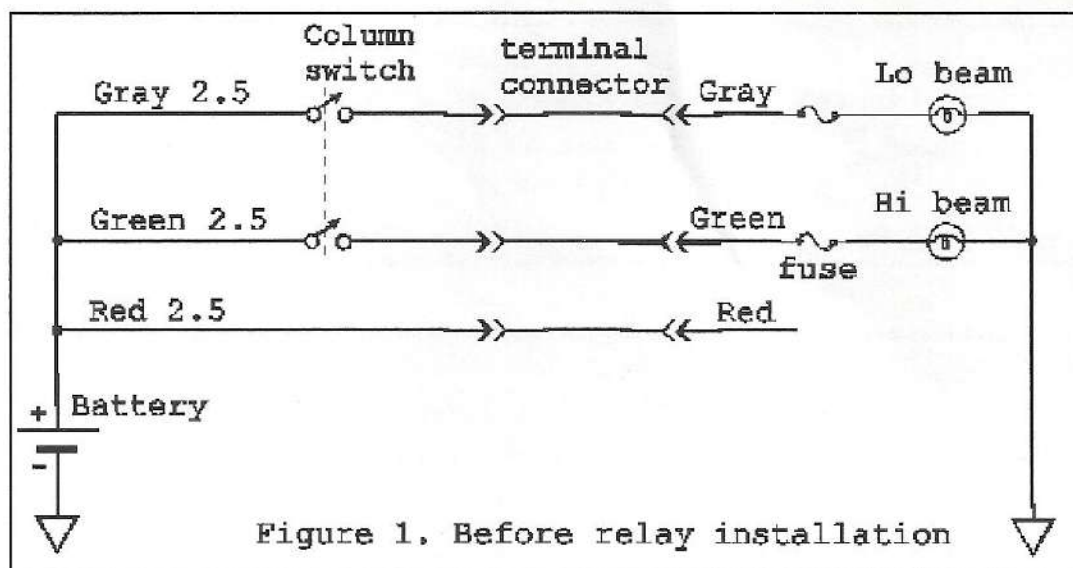 Column
switch
terminal
connector
Lo beam
Gray 2.5
Gray
Green 2.5
Green
Hi beam
fuse
Red 2.5
Red
+ Battery
-
Figure 1. Before relay installation